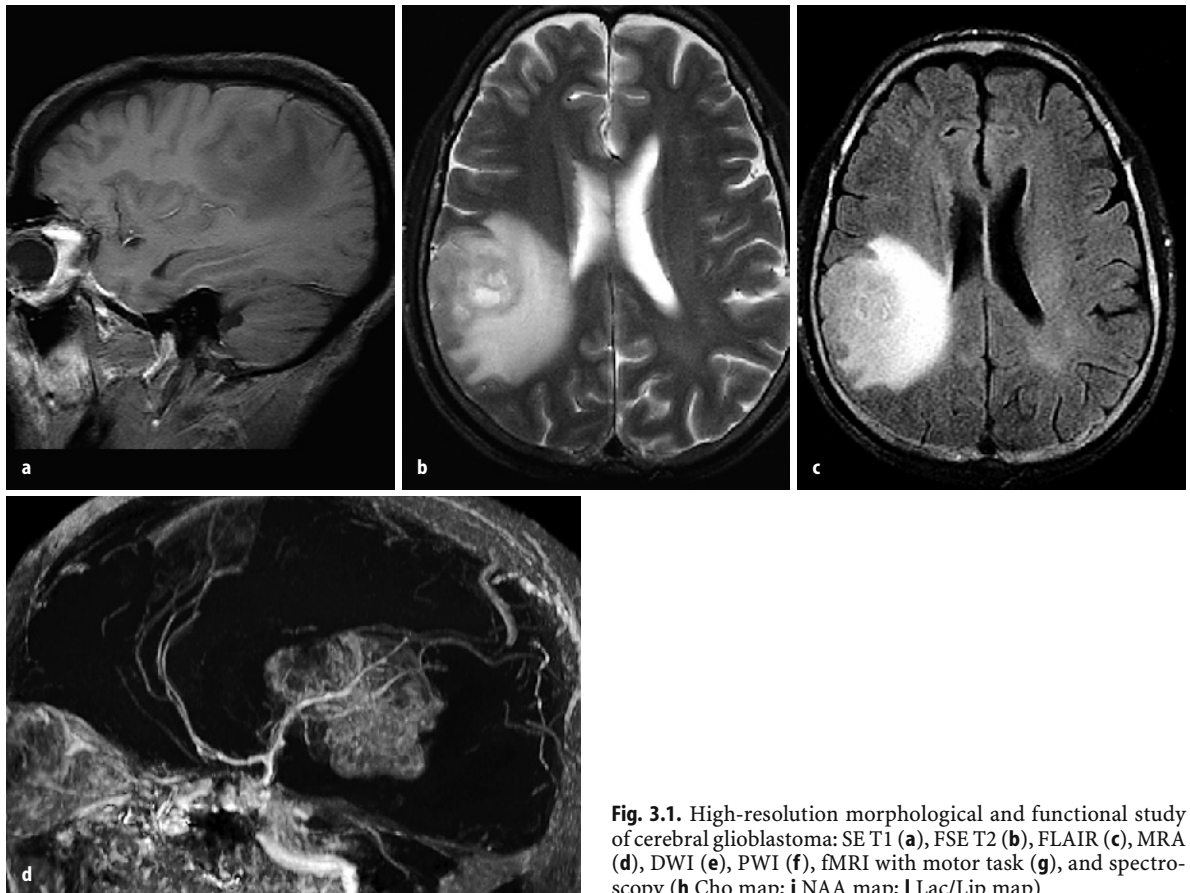 a
b
c
d
Fig. 3.1. High-resolution morphological and functional study
of cerebral glioblastoma: SE T1 (a), FSE T2 (b), FLAIR (c), MRA
(d), DWI (e), PWI (f), fMRI with motor task (g), and spectro-
scopy (h Cho map; i NAA map; l Lac/Lip map)